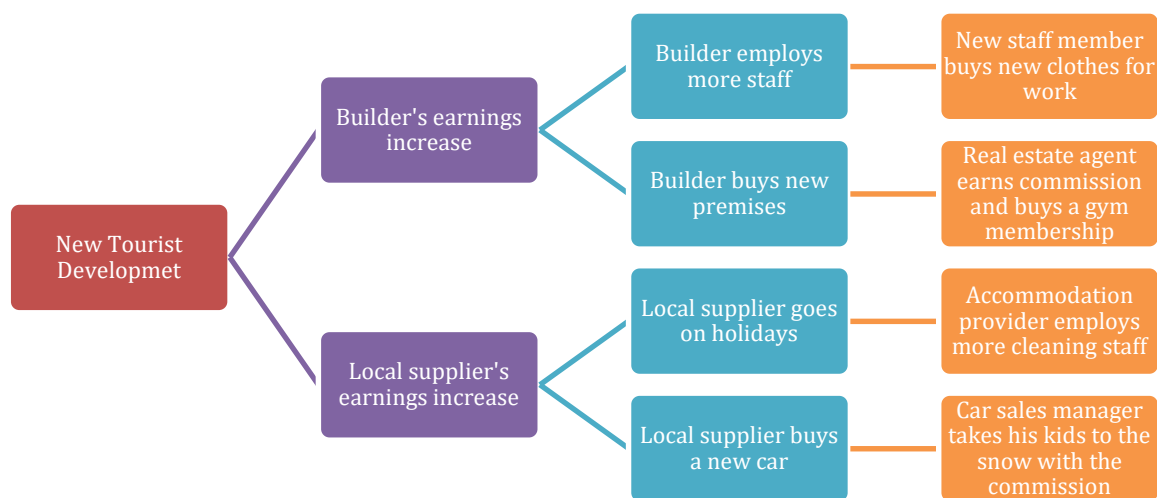 New Tourist
Developmet
Builder's earnings
increase
Local supplier's
earnings increase
Builder employs
more staff
Builder buys new
premises
Local supplier goes
on holidays
Local supplier buys
a new car
New staff member
buys new clothes for
work
Real estate agent
earns commission
and buys a gym
membership
Accommodation
provider employs
more cleaning staff
Car sales manager
takes his kids to the
snow with the
commission